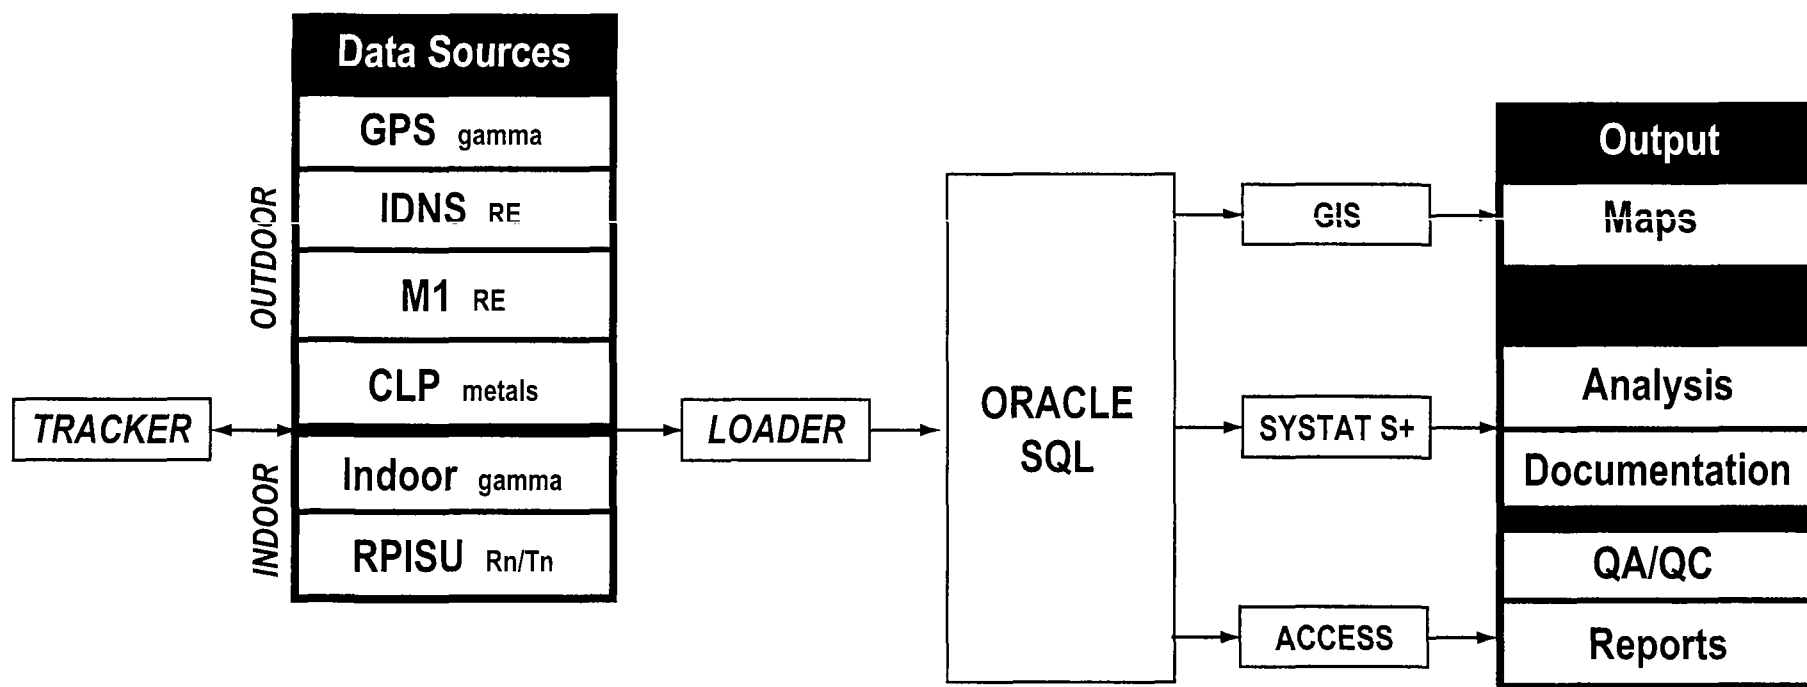 Data Sources
GPS gamma
IDNS RE
M1 RE
CLP metals
Indoor gamma
RPISU Rn/Tn
OUTDOOR
INDOOR
TRACKER
LOADER
ORACLE
SQL
GIS
SYSTAT S+
ACCESS
Output
Maps
Analysis
Documentation
QA/QC
Reports